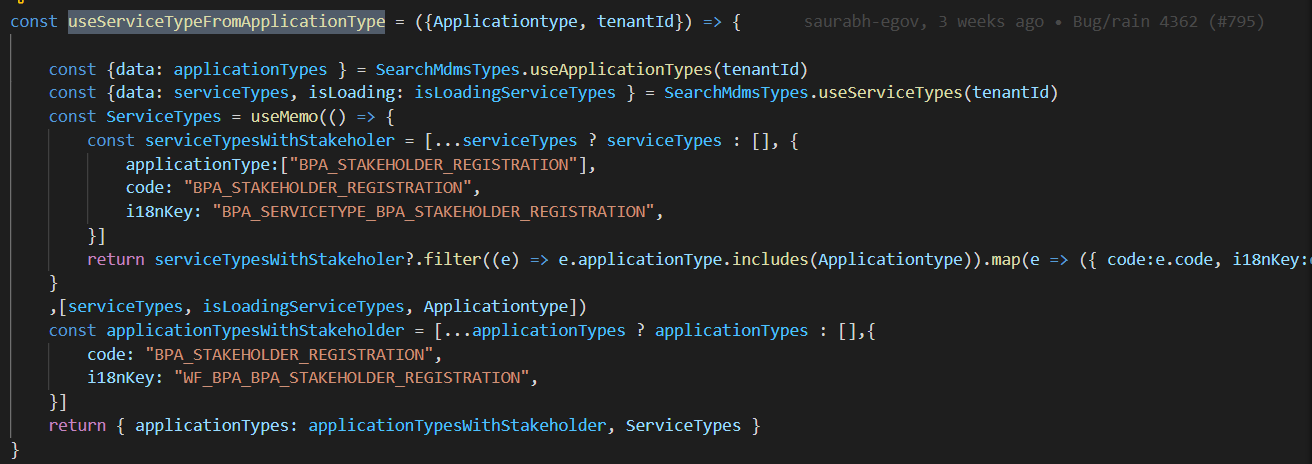 const useServiceTypeFromApplicationType = ({Applicationtype, tenantId}) => { saurabh-egov, 3 weeks ago • Bug/rain 4362 (#795)
const {data: applicationTypes } = SearchMdmsTypes.useApplicationTypes(tenantId)
const {data: serviceTypes, isLoading: isLoadingServiceTypes } = SearchMdmsTypes.useServiceTypes(tenantId)
const ServiceTypes = useMemo(() => {
const serviceTypesWithStakeholer = [...serviceTypes ? serviceTypes : [], {
applicationType:["BPA_STAKEHOLDER_REGISTRATION"],
code: "BPA_STAKEHOLDER_REGISTRATION",
i18nKey: "BPA_SERVICETYPE_BPA_STAKEHOLDER_REGISTRATION",
}]
return serviceTypesWithStakeholer?.filter((e) => e.applicationType.includes(Applicationtype)).map(e => ({ code:e.code, i18nKey:
}
,[serviceTypes, isLoadingServiceTypes, Applicationtype])
const applicationTypesWithStakeholder = [...applicationTypes ? applicationTypes : [],{
code: "BPA_STAKEHOLDER_REGISTRATION",
i18nKey: "WF_BPA_BPA_STAKEHOLDER_REGISTRATION",
}]
return { applicationTypes: applicationTypesWithStakeholder, ServiceTypes }
}